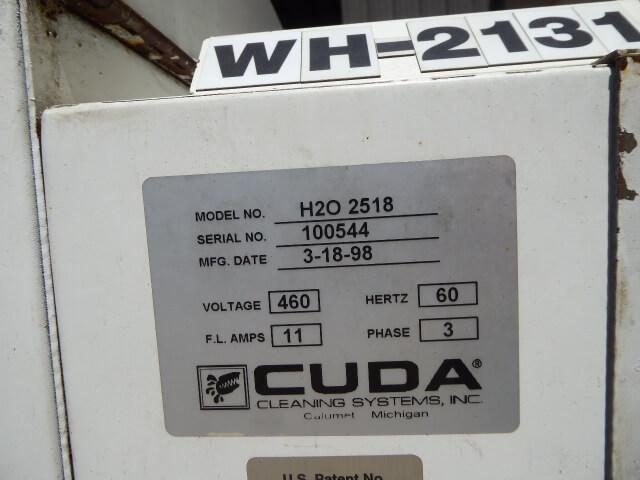 WH-2131
MODEL NO. H2O 2518
SERIAL NO. 100544
MFG. DATE 3-18-98
VOLTAGE 460 HERTZ 60
F.L. AMPS 11 PHASE 3
CUDA®
CLEANING SYSTEMS, INC.
Calumet Michigan
U.S. Patent No.